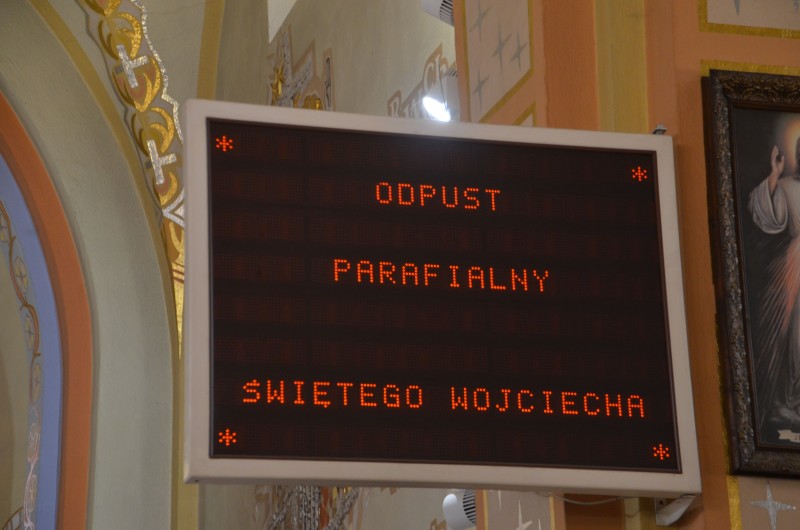 * *
ODPUST
PARAFIALNY
ŚWIĘTEGO WOJCIECHA
* *